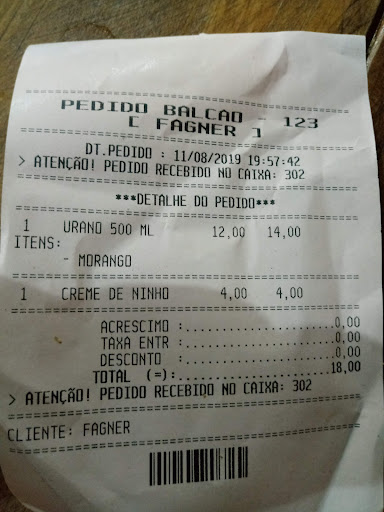 PEDIDO BALCAO - 123
[ FAGNER ]
DT.PEDIDO : 11/08/2019 19:57:42
> ATENÇÃO! PEDIDO RECEBIDO NO CAIXA: 302
***DETALHE DO PEDIDO***
1 URANO 500 ML 12,00 14,00
ITENS:
- MORANGO
1 CREME DE NINHO 4,00 4,00
ACRESCIMO :......................0,00
TAXA ENTR :......................0,00
DESCONTO :......................0,00
TOTAL (=):......................18,00
> ATENÇÃO! PEDIDO RECEBIDO NO CAIXA: 302
CLIENTE: FAGNER